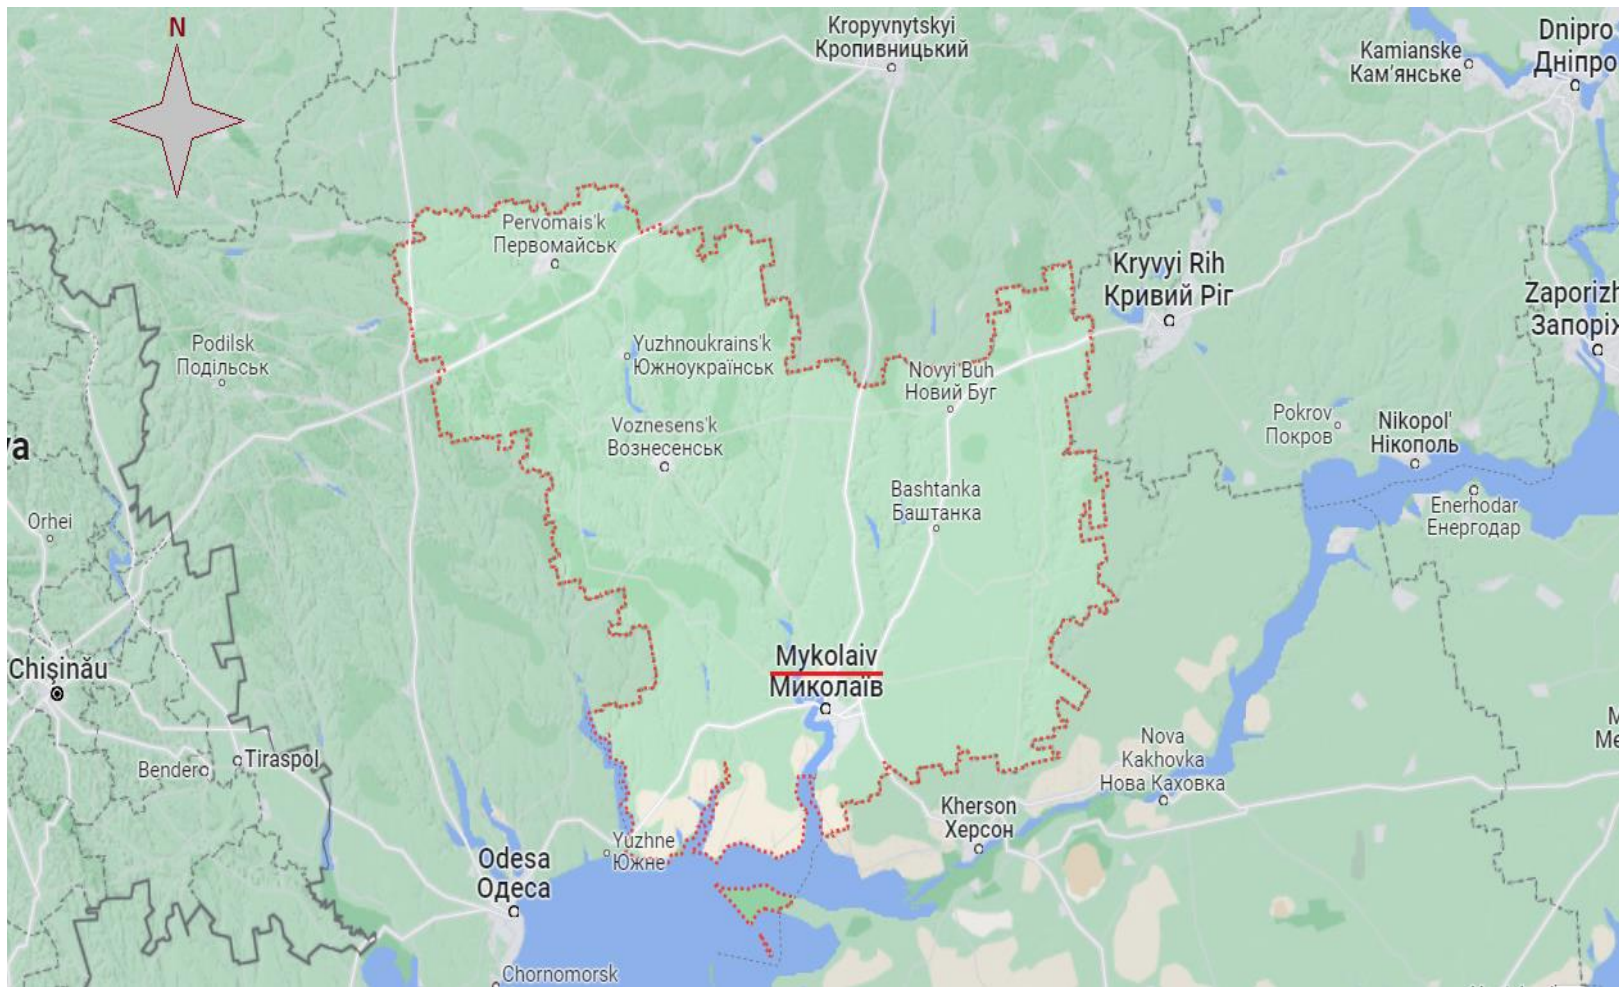 N
Kropyvnytskyi
Кропивницький
Dnipro
Дніпро
Kamianske
Кам’янське
Pervomais'k
Первомайськ
Kryvyi Rih
Кривий Ріг
Запоріж
Podilsk
Подільськ
Yuzhnoukrains'k
Южноукраїнськ
Novyi Buh
Новий Буг
Voznesens'k
Вознесенськ
Pokrov
Покров
Nikopol'
Нікополь
Bashtanka
Баштанка
Enerhodar
Енергодар
Orhei
Mykolaiv
Миколаїв
Chișinău
Tiraspol
Bender
Nova
Kakhovka
Нова Каховка
Kherson
Херсон
Yuzhne
Южне
Odesa
Одеса
Chornomorsk